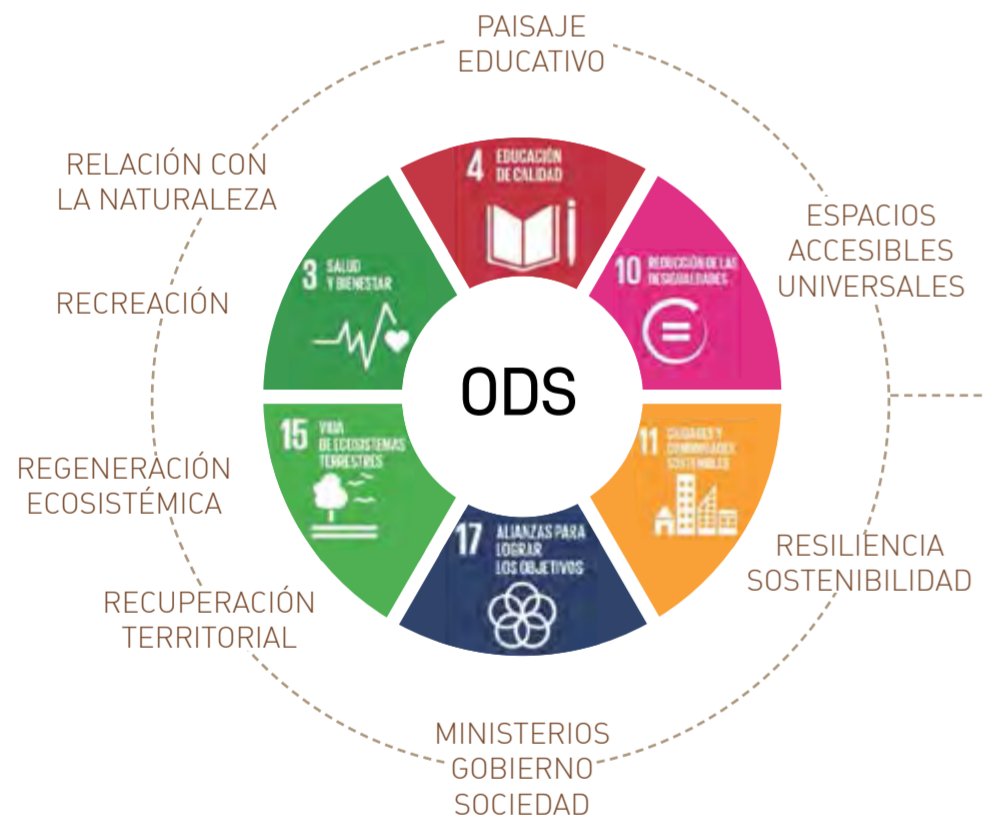 PAISAJE
EDUCATIVO
RELACIÓN CON
LA NATURALEZA
RECREACIÓN
REGENERACIÓN
ECOSISTÉMICA
RECUPERACIÓN
TERRITORIAL
MINISTERIOS
GOBIERNO
SOCIEDAD
ESPACIOS
ACCESIBLES
UNIVERSALES
RESILIENCIA
SOSTENIBILIDAD
4 EDUCACIÓN
DE CALIDAD
3 SALUD
Y BIENESTAR
10 REDUCCIÓN DE LAS
DESIGUALDADES
ODS
15 VIDA
DE ECOSISTEMAS
TERRESTRES
11 CIUDADES Y
COMUNIDADES
SOSTENIBLES
17 ALIANZAS PARA
LOGRAR
LOS OBJETIVOS